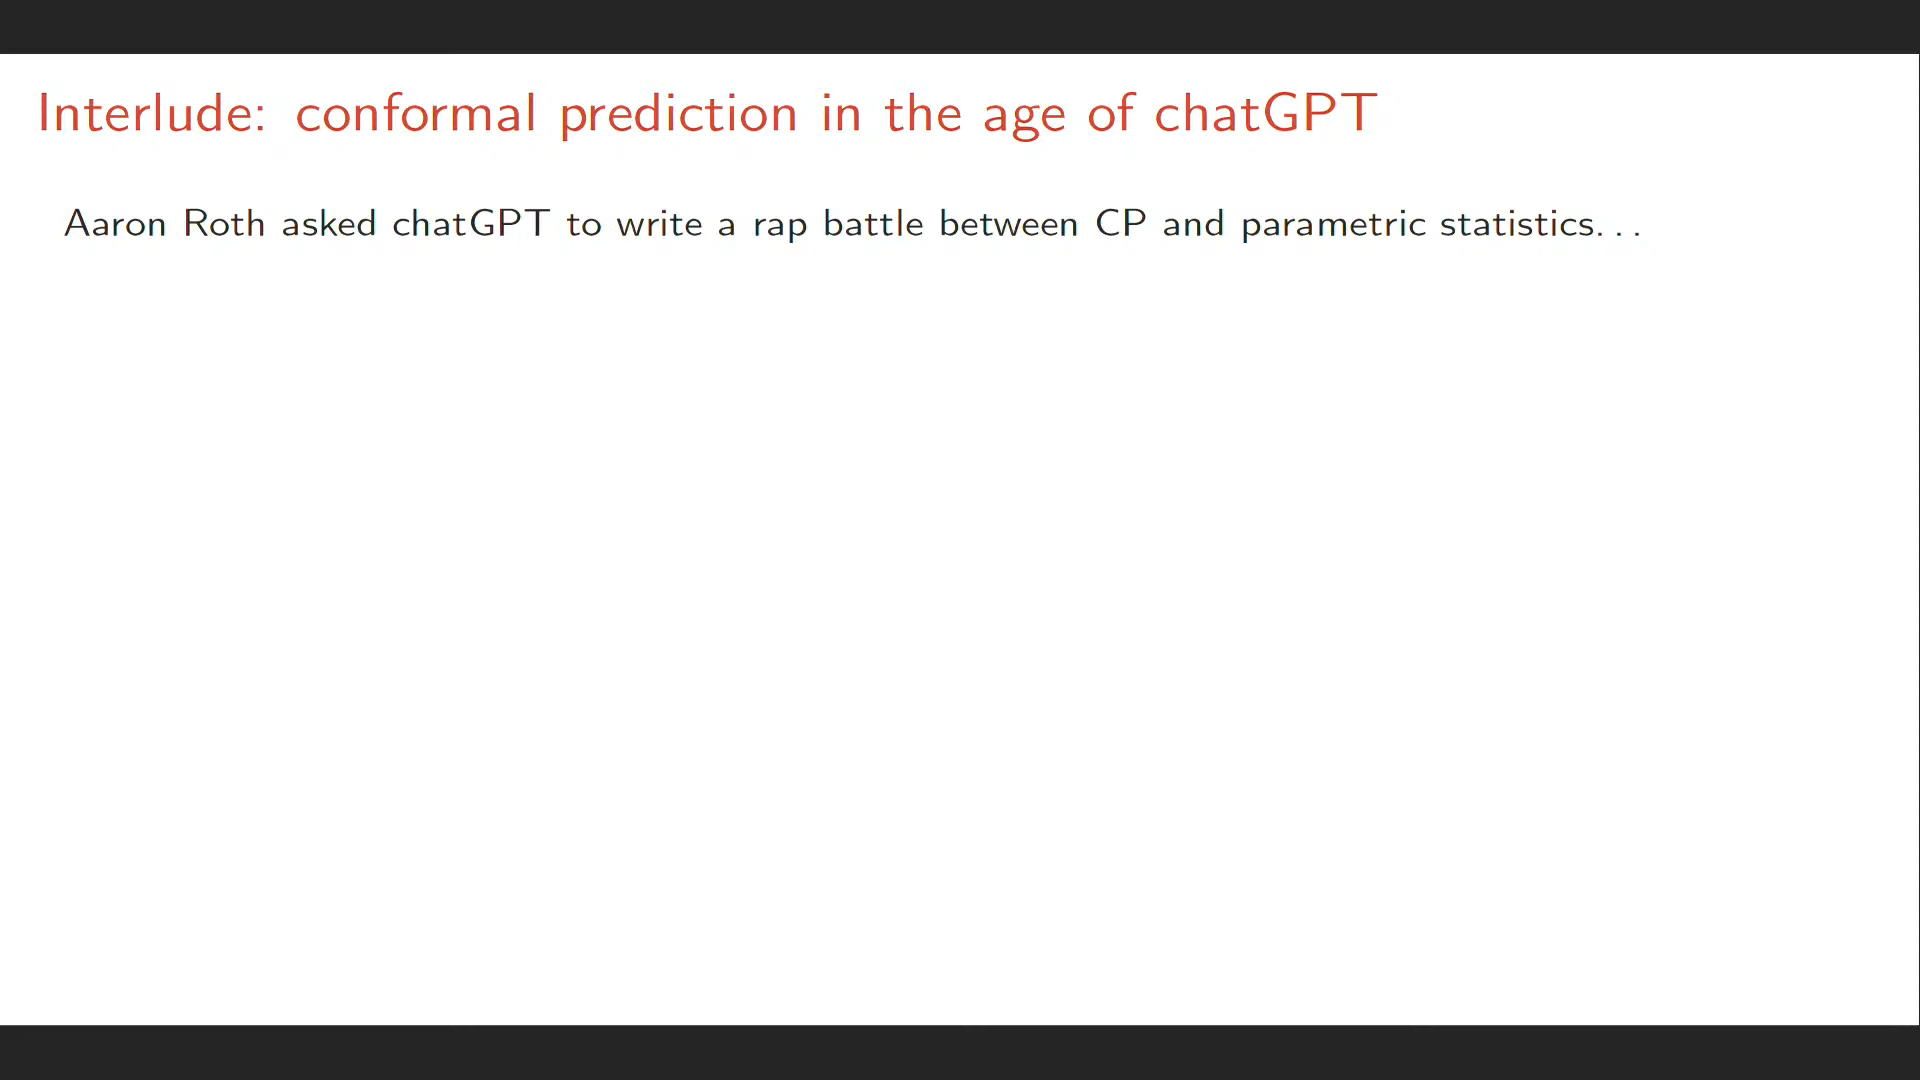 Interlude: conformal prediction in the age of chatGPT
Aaron Roth asked chatGPT to write a rap battle between CP and parametric statistics...